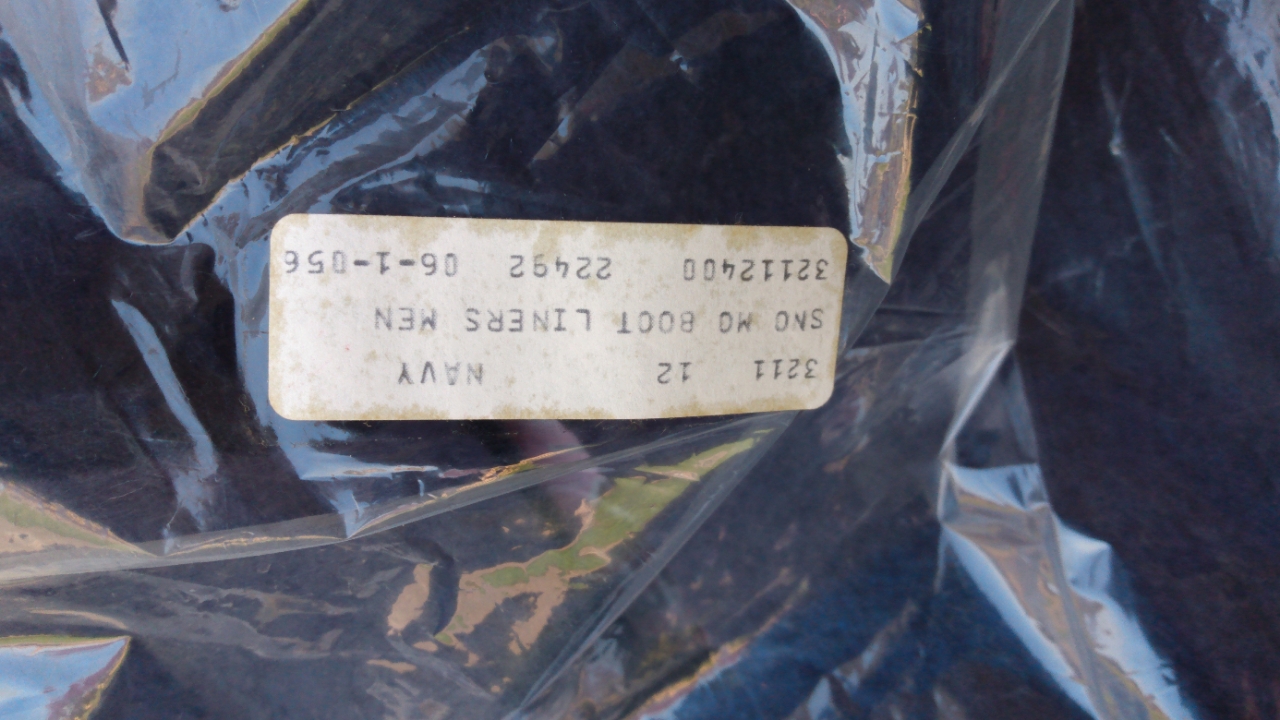 3211 12 NAVY
SNO MO BOOT LINERS MEN
32112400 22492 06-1-056